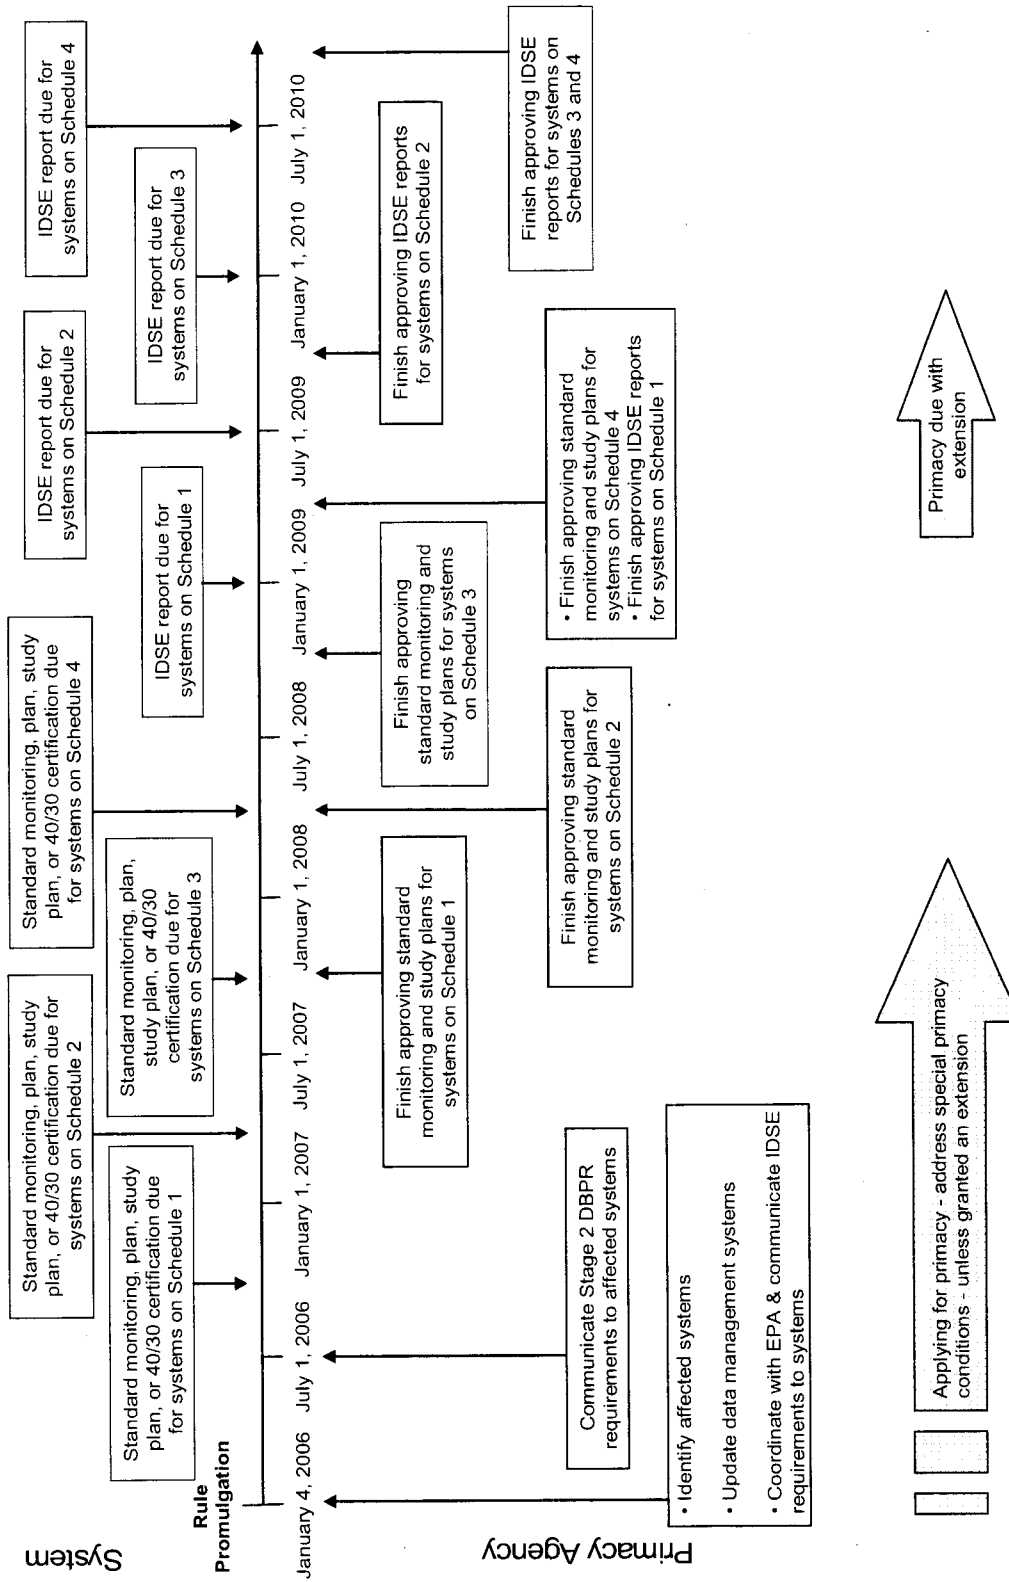 System
Standard monitoring, plan, study
plan, or 40/30 certification due for
systems on Schedule 2
Standard monitoring, plan, study
plan, or 40/30 certification due
for systems on Schedule 4
IDSE report due for
systems on Schedule 2
IDSE report due for
systems on Schedule 4
Standard monitoring, plan, study
plan, or 40/30 certification due
for systems on Schedule 1
Standard monitoring, plan,
study plan, or 40/30
certification due for
systems on Schedule 3
IDSE report due for
systems on Schedule 1
IDSE report due for
systems on Schedule 3
Rule
Promulgation
January 4, 2006
July 1, 2006
January 1, 2007
July 1, 2007
January 1, 2008
July 1, 2008
January 1, 2009
July 1, 2009
January 1, 2010
July 1, 2010
Primacy Agency
Finish approving standard
monitoring and study plans for
systems on Schedule 1
Finish approving
standard monitoring and
study plans for systems
on Schedule 3
Finish approving IDSE reports
for systems on Schedule 2
Finish approving IDSE
reports for systems on
Schedules 3 and 4
Communicate Stage 2 DBPR
requirements to affected systems
Finish approving standard
monitoring and study plans for
systems on Schedule 2
• Finish approving standard
monitoring and study plans for
systems on Schedule 4
• Finish approving IDSE reports
for systems on Schedule 1
• Identify affected systems
• Update data management systems
• Coordinate with EPA & communicate IDSE
requirements to systems
Applying for primacy - address special primacy
conditions - unless granted an extension
Primacy due with
extension